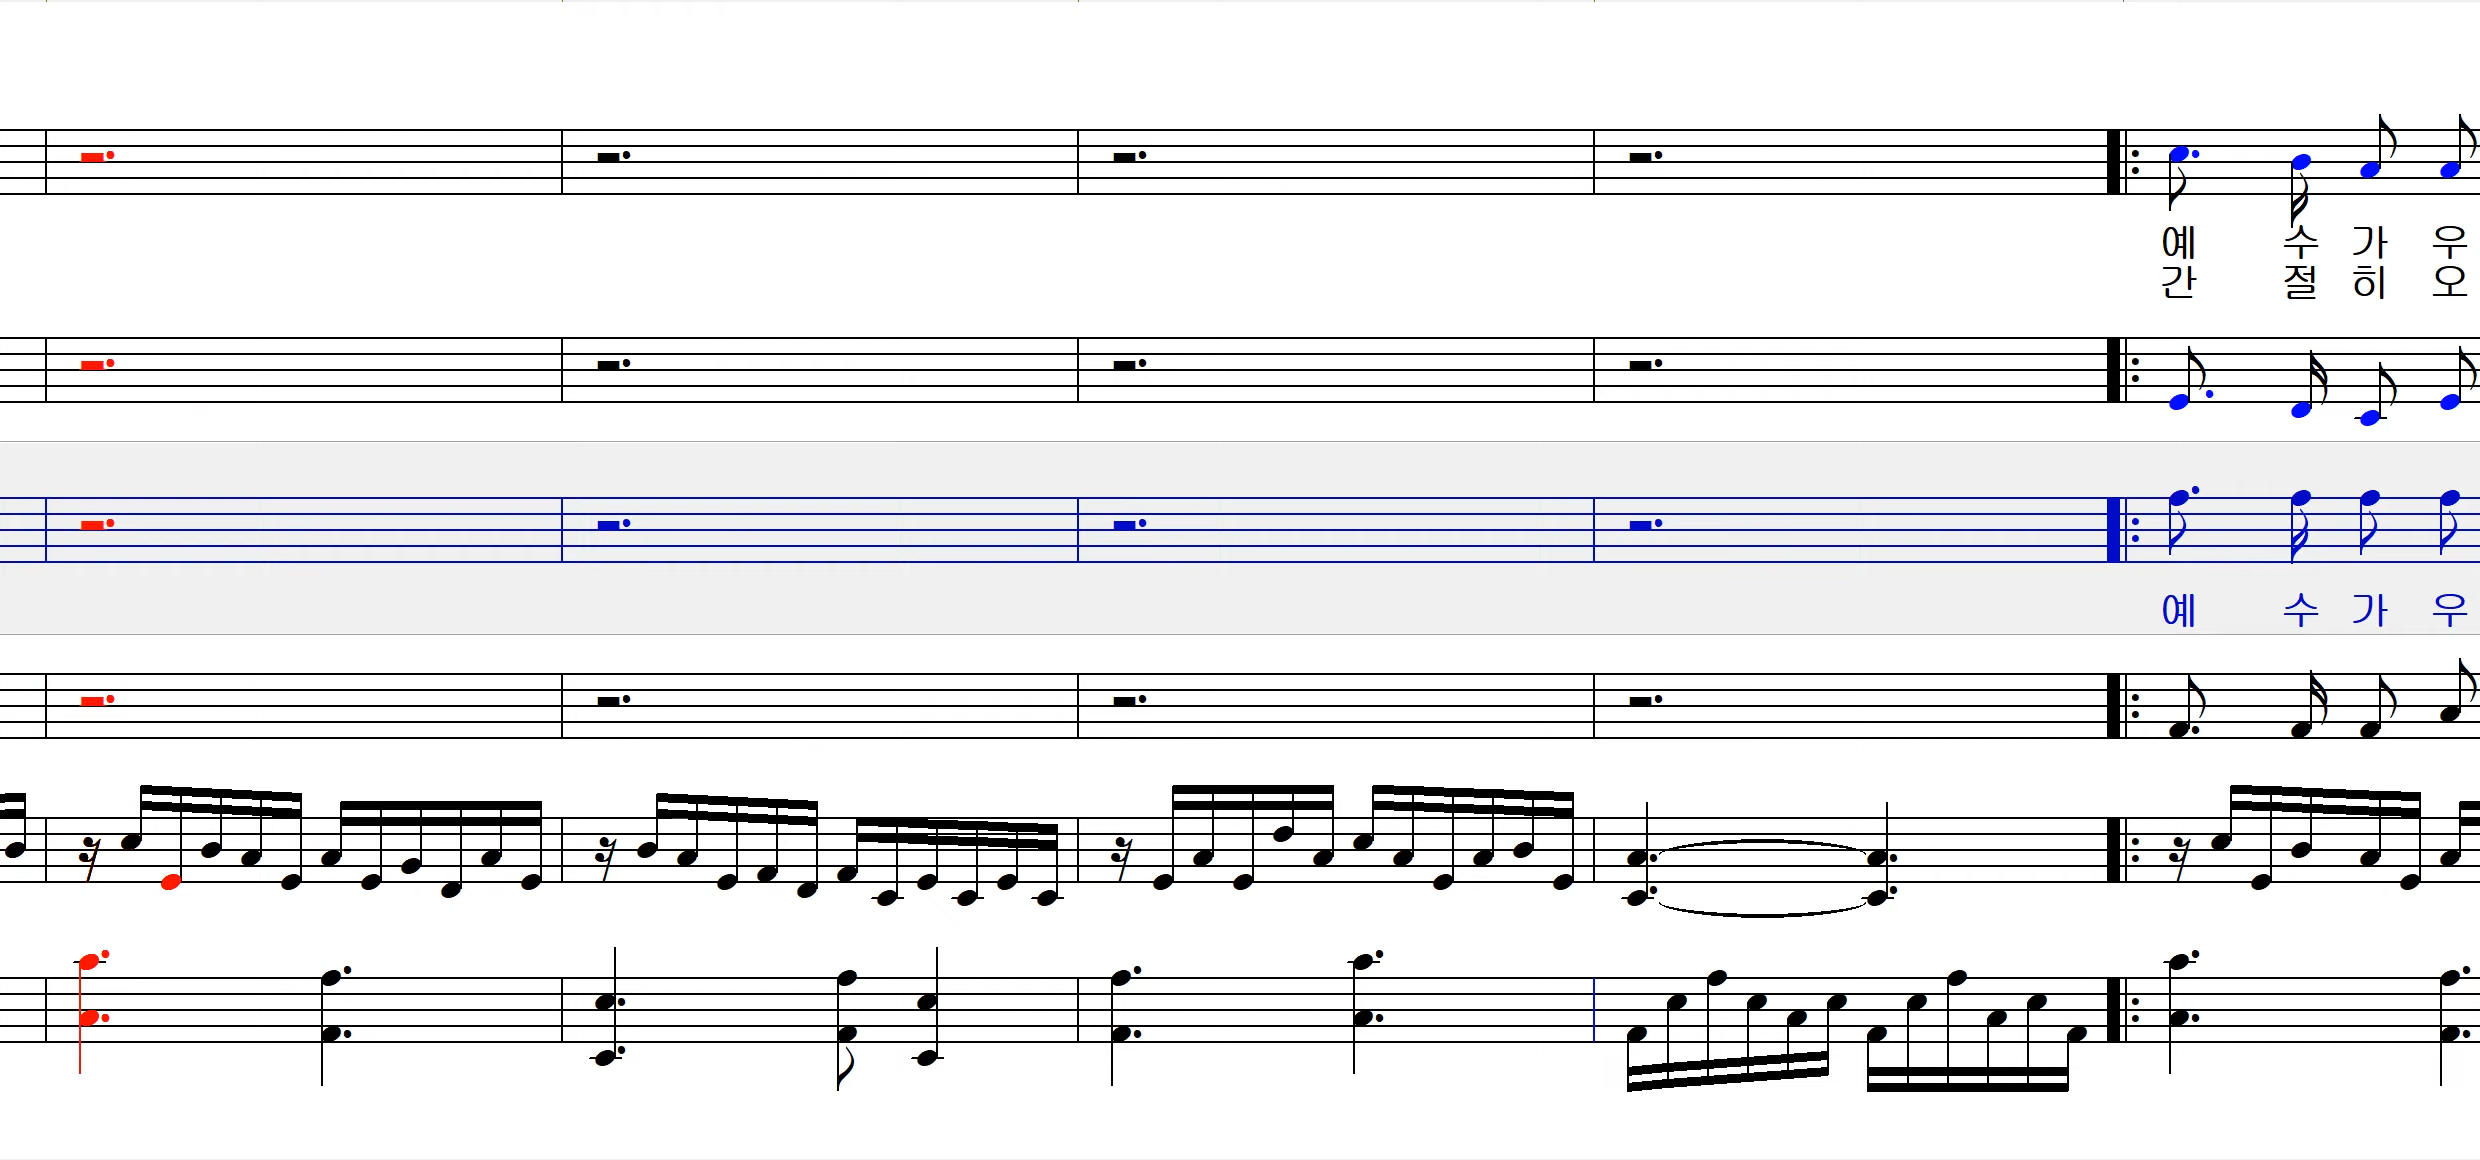 예 수 가 우
간 절 히 오
예 수 가 우